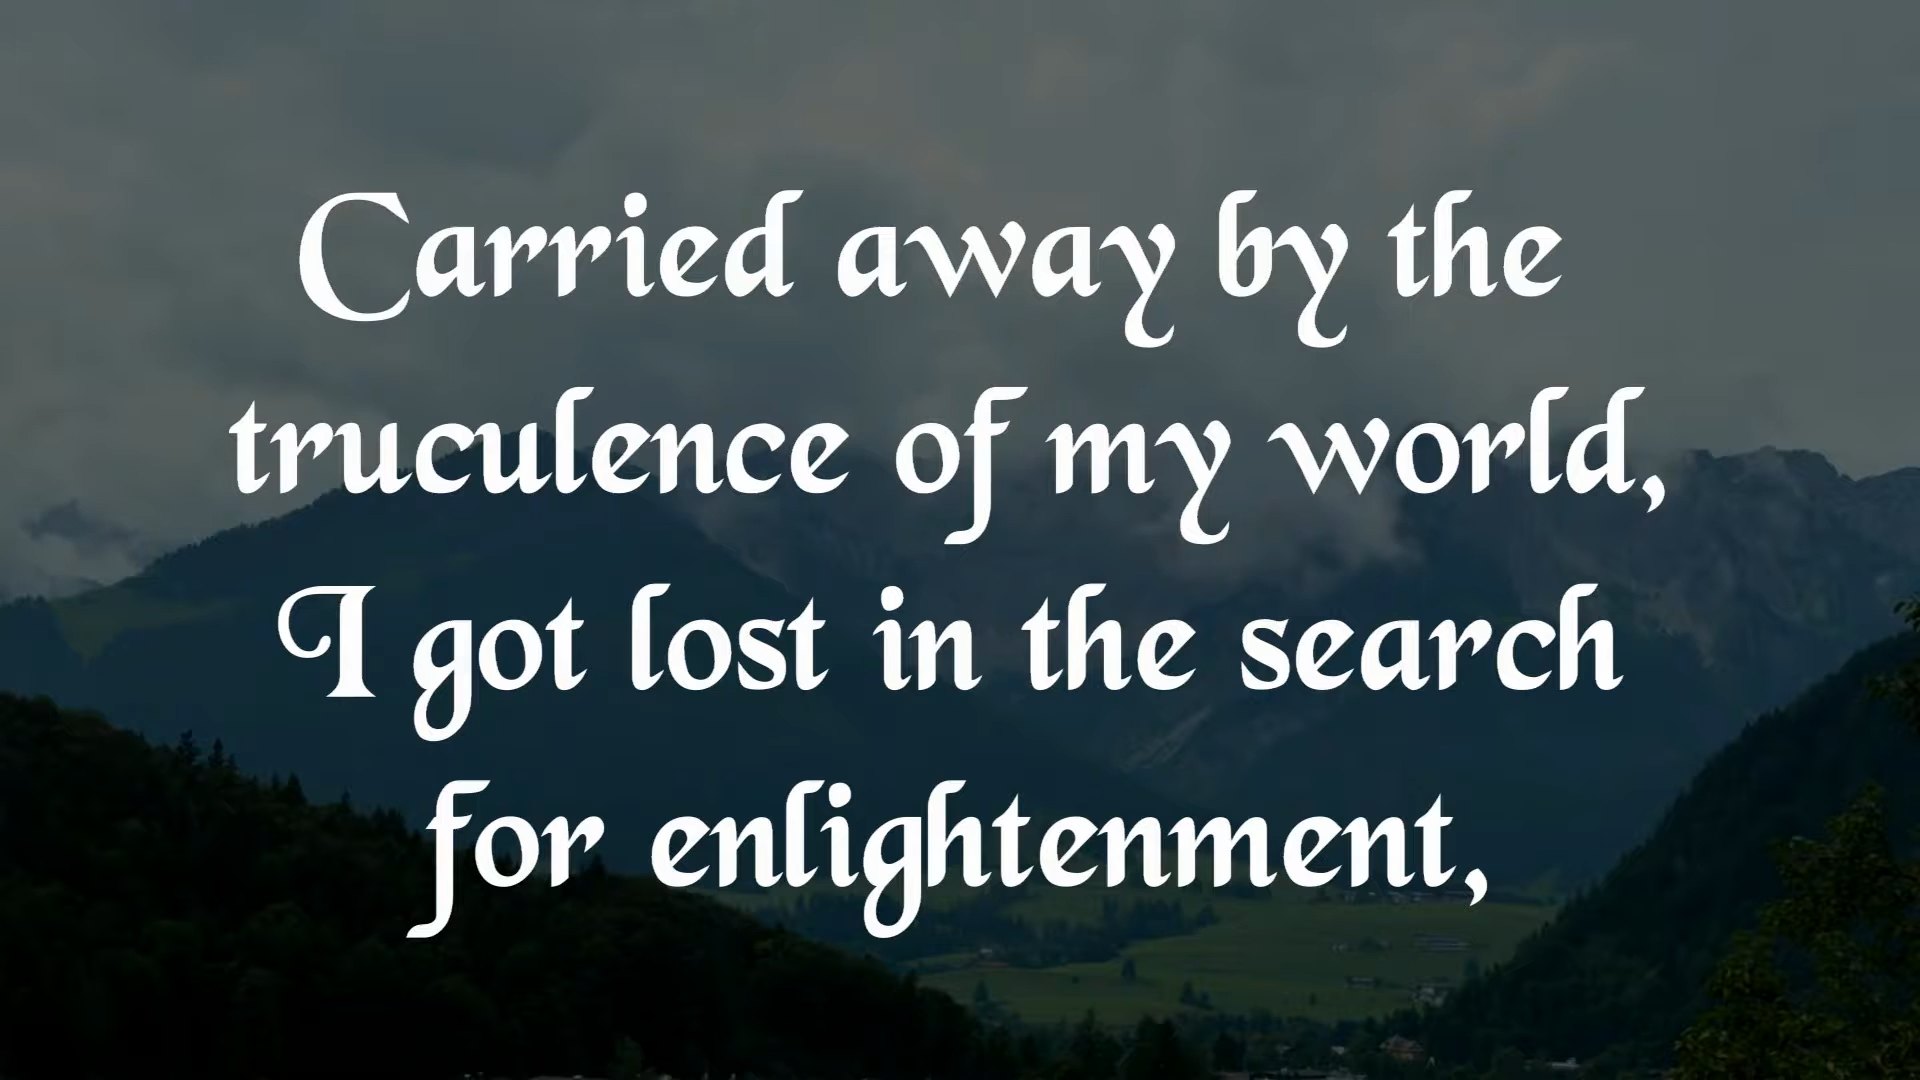 Carried away by the
truculence of my world,
I got lost in the search
for enlightenment,